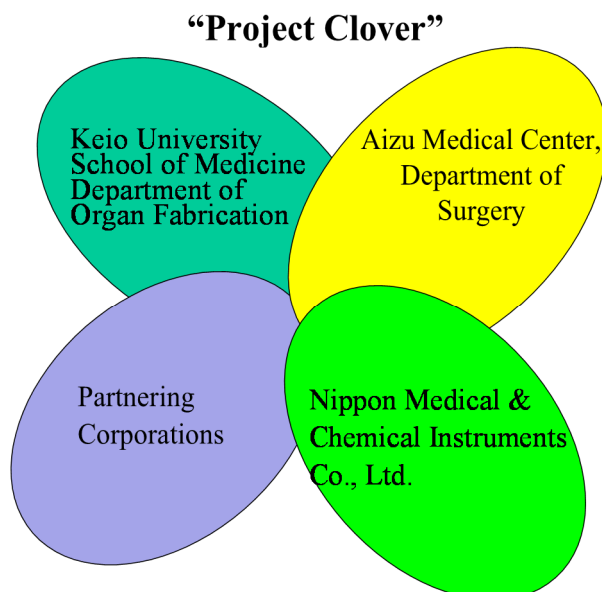 “Project Clover”
Keio University
School of Medicine
Department of
Organ Fabrication
Aizu Medical Center,
Department of
Surgery
Partnering
Corporations
Nippon Medical &
Chemical Instruments
Co., Ltd.